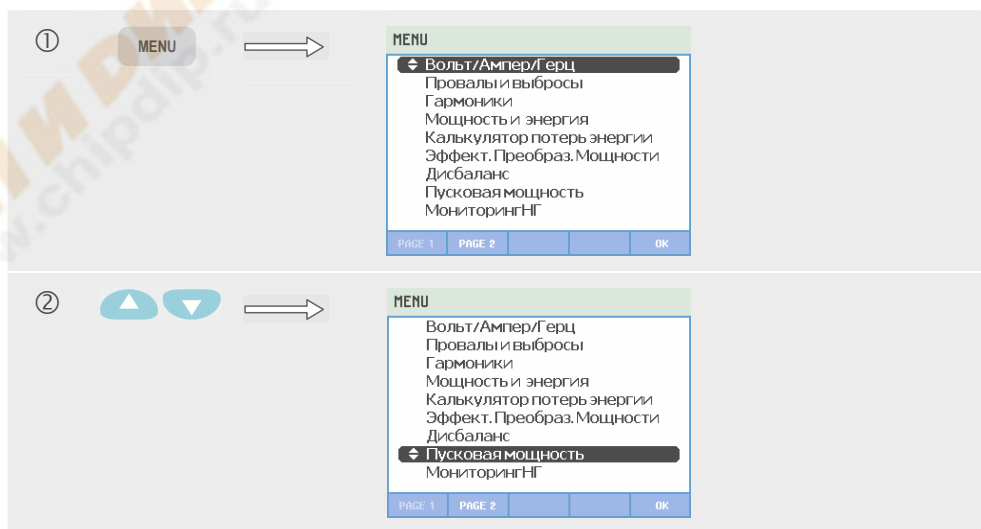 ①
MENU
MENU
Вольт/Ампер/Герц
Провалы и выбросы
Гармоники
Мощность и энергия
Калькулятор потерь энергии
Эффект. Преобраз. Мощности
Дисбаланс
Пусковая мощность
МониторингНГ
PAGE 1 PAGE 2 OK
②
MENU
Вольт/Ампер/Герц
Провалы и выбросы
Гармоники
Мощность и энергия
Калькулятор потерь энергии
Эффект. Преобраз. Мощности
Дисбаланс
Пусковая мощность
МониторингНГ
PAGE 1 PAGE 2 OK